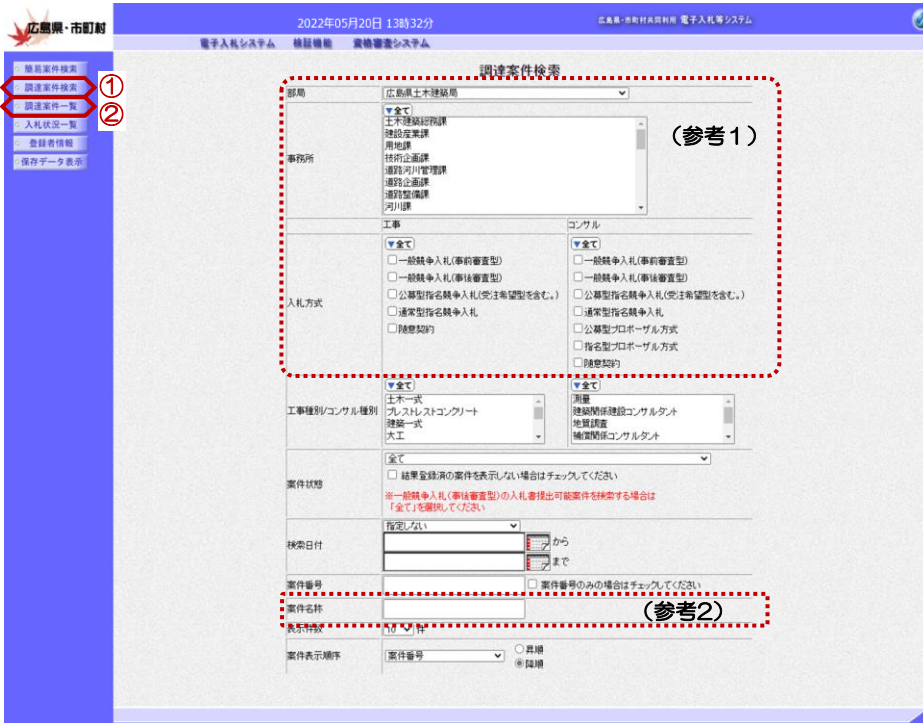 広島県・市町村
2022年05月20日 13時32分
広島県・市町村共同利用 電子入札等システム
電子入札システム 検証機能 資格審査システム
簡易案件検索
調達案件検索
①
調達案件一覧
②
入札状況一覧
登録者情報
保存データ表示
調達案件検索
部局
広島県土木建築局
事務所
▼全て
土木建築総務課
建設産業課
用地課
技術企画課
道路河川管理課
道路企画課
道路整備課
河川課
(参考1)
工事 コンサル
入札方式
▼全て
一般競争入札(事前審査型)
一般競争入札(事後審査型)
公募型指名競争入札(受注希望型を含む。)
通常型指名競争入札
随意契約
▼全て
一般競争入札(事前審査型)
一般競争入札(事後審査型)
公募型指名競争入札(受注希望型を含む。)
通常型指名競争入札
公募型プロポーザル方式
指名型プロポーザル方式
随意契約
工事種別/コンサル種別
▼全て
土木一式
プレストレストコンクリート
建築一式
大工
▼全て
測量
建築関係建設コンサルタント
地質調査
補償関係コンサルタント
案件状態
全て
結果登録済の案件を表示しない場合はチェックしてください
※一般競争入札(事後審査型)の入札書提出可能案件を検索する場合は
「全て」を選択してください
検索日付
指定しない
から
まで
案件番号
案件番号のみの場合はチェックしてください
案件名称
(参考2)
表示件数
10 件
案件表示順序
案件番号
昇順
降順